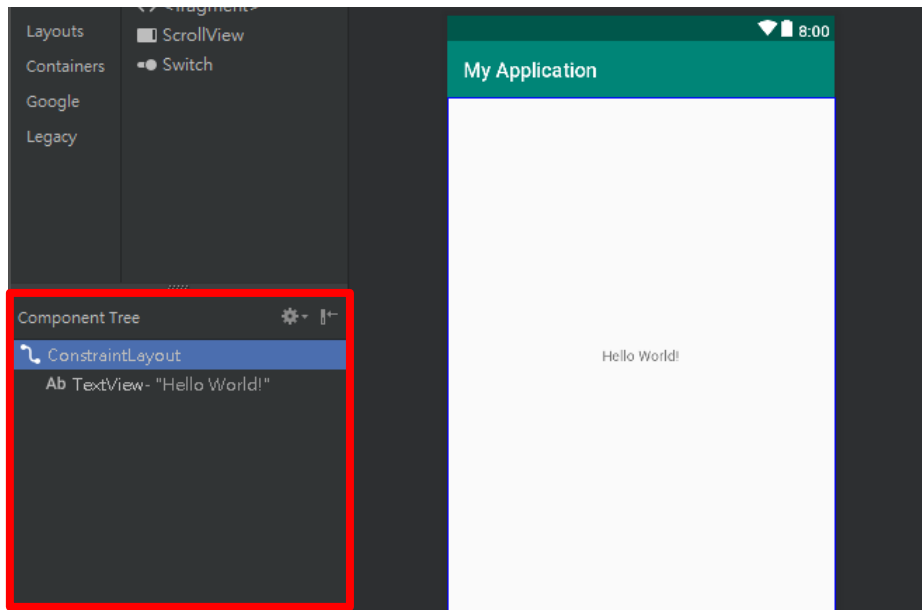 <fragment>
Layouts
ScrollView
Containers
Switch
Google
Legacy
8:00
My Application
Component Tree
ConstraintLayout
Ab TextView- "Hello World!"
Hello World!